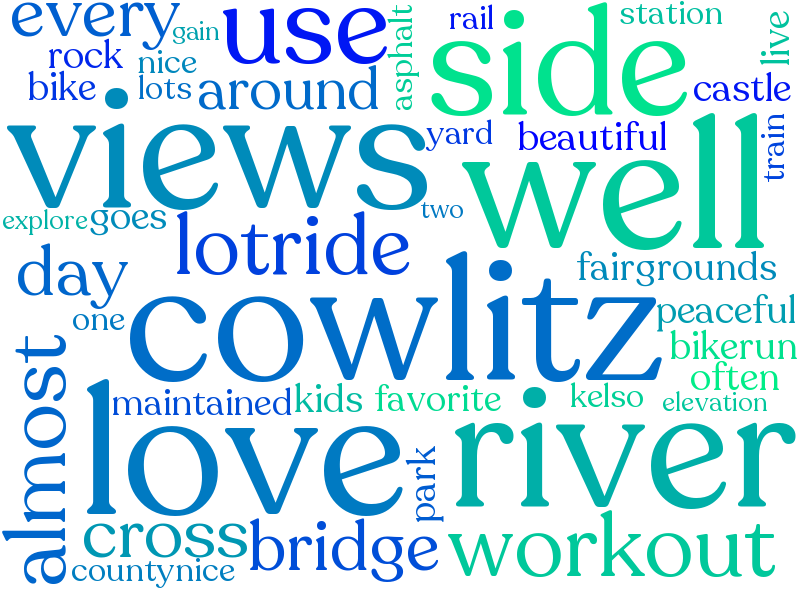 every
gain
use
asphalt
rail
side
station
live
rock
nice
bike
lots
around
castle
views
yard
beautiful
well
train
explore
goes
two
lotride
day
fairgrounds
one
cowlitz
peaceful
almost
bikerun
often
love
maintained
kids
favorite
kelso
elevation
river
park
cross
bridge
workout
countynice